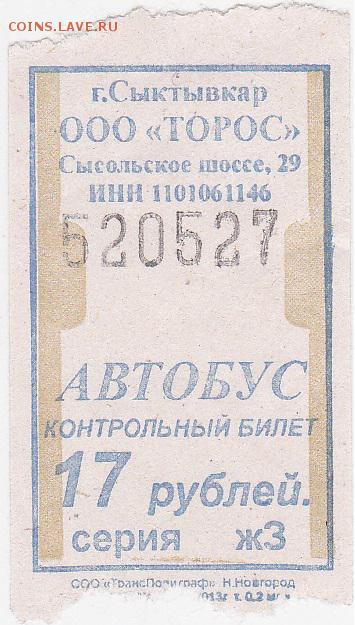 COINS.LAVE.RU
г.Сыктывкар
ООО «ТОРОС»
Сысольское шоссе, 29
ИНН 1101061146
520527
АВТОБУС
КОНТРОЛЬНЫЙ БИЛЕТ
17 рублей.
серия ж3
ООО «ТрансПолиграф» Н.Новгород